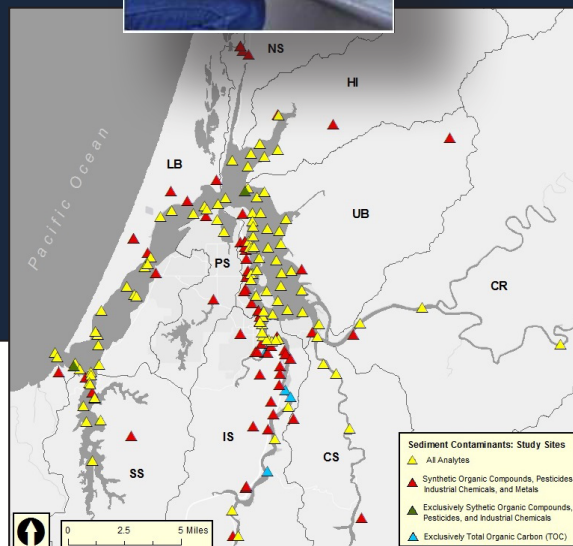 NS
HI
LB
Pacific Ocean
UB
PS
CR
IS
CS
SS
Sediment Contaminants: Study Sites
All Analytes
Synthetic Organic Compounds, Pesticides
Industrial Chemicals, and Metals
Exclusively Sythetic Organic Compounds,
Pesticides, and Industrial Chemicals
Exclusively Total Organic Carbon (TOC)
0 2.5 5 Miles